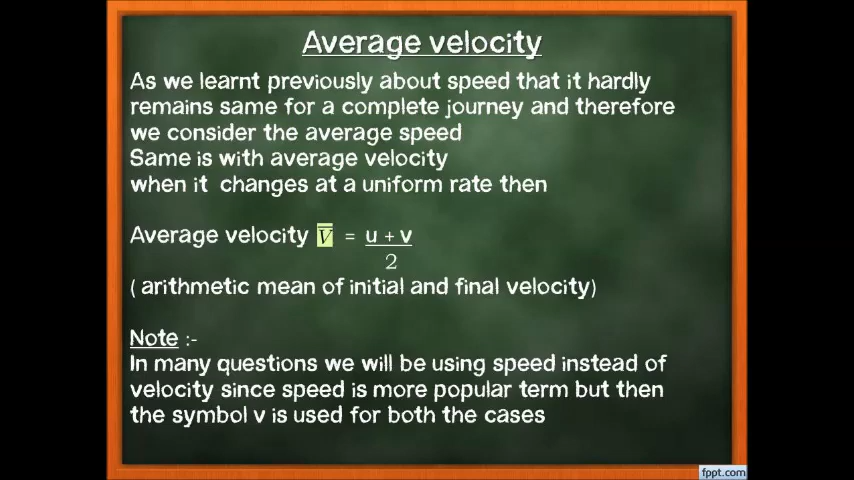 Average velocity
As we learnt previously about speed that it hardly
remains same for a complete journey and therefore
we consider the average speed
Same is with average velocity
when it changes at a uniform rate then
Average velocity V̅ = u + v
2
( arithmetic mean of initial and final velocity)
Note :-
In many questions we will be using speed instead of
velocity since speed is more popular term but then
the symbol v is used for both the cases
fppt.com